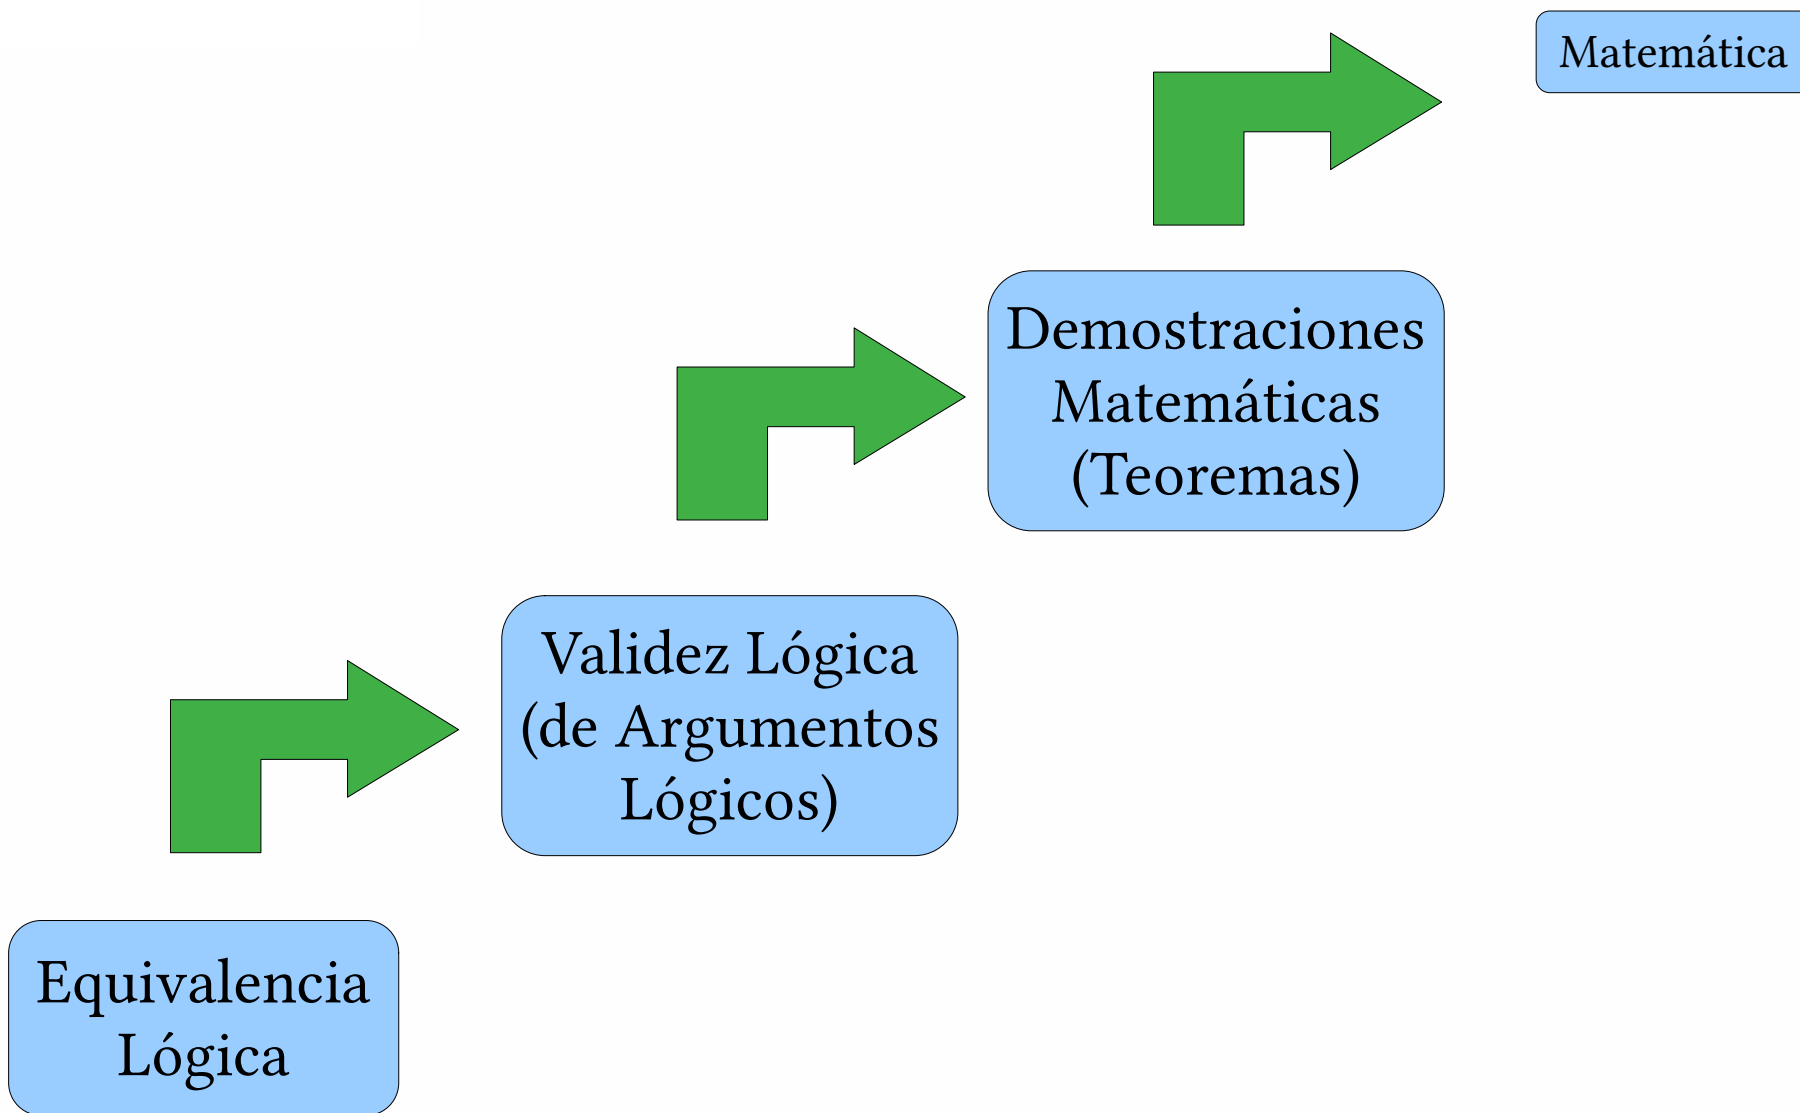 Matemática
Demostraciones
Matemáticas
(Teoremas)
Validez Lógica
(de Argumentos
Lógicos)
Equivalencia
Lógica